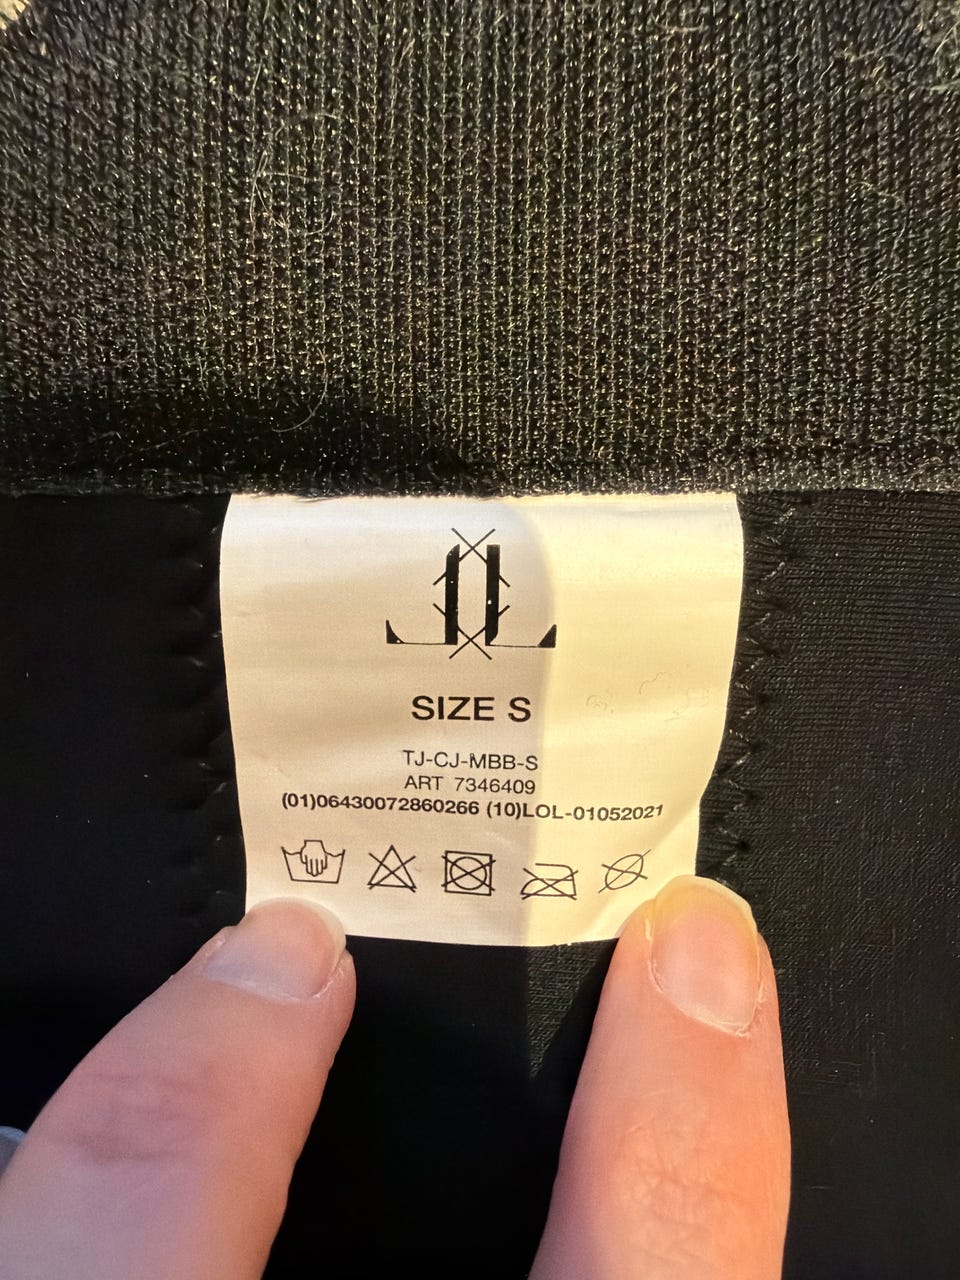 SIZE S
TJ-CJ-MBB-S
ART 7346409
(01)06430072860266 (10)LOL-01052021